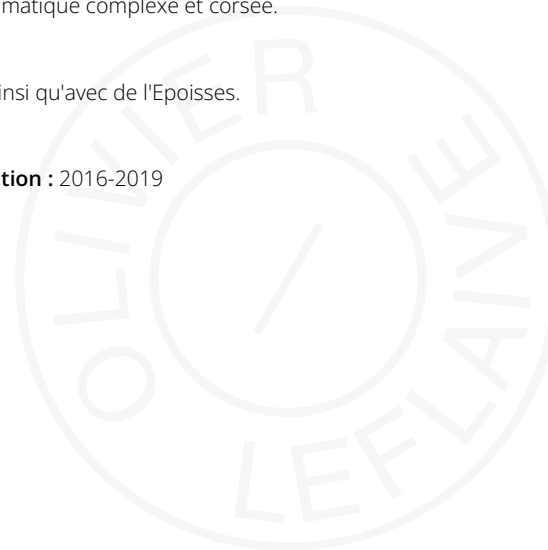 matique complexe et corsée.
insi qu'avec de l'Epoisses.
tion : 2016-2019
OLIVIER
LEFLAIVE